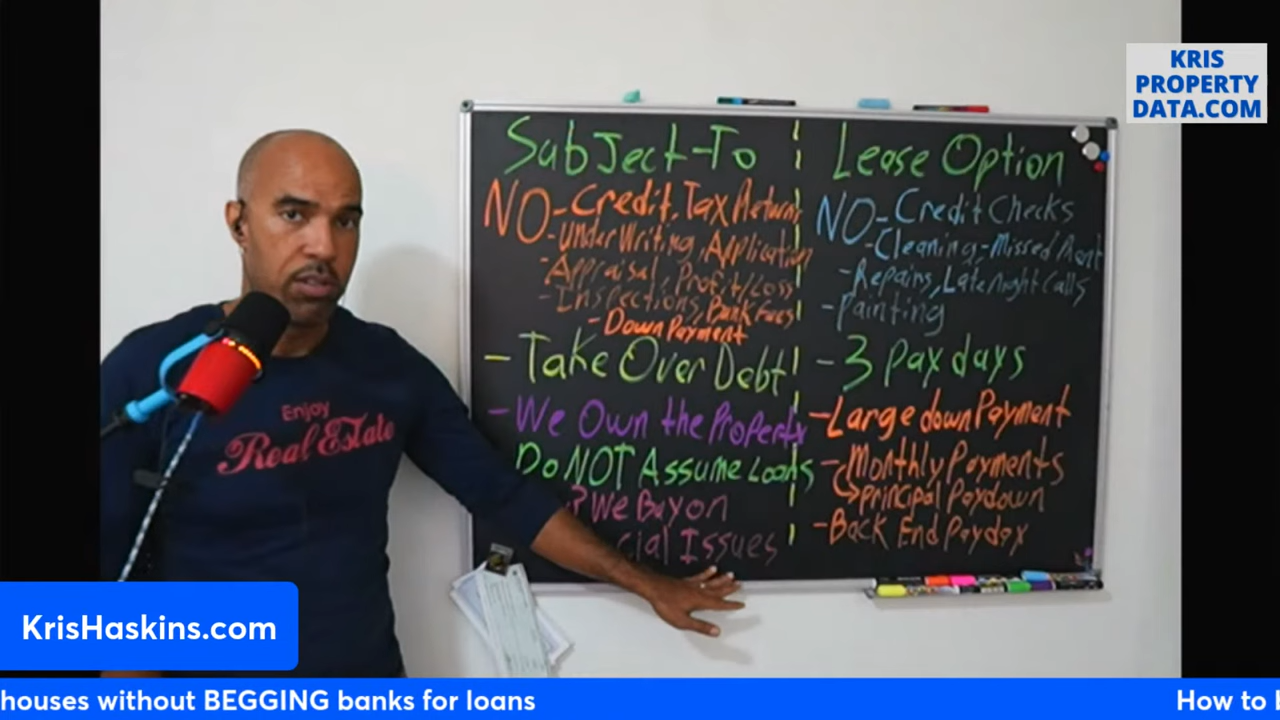 KRIS
PROPERTY
DATA.COM
Subject-To
NO-Credit, Tax Returns
-Underwriting, Application
-Appraisal, Profit/Loss
-Inspections, Bank Fees
-Down Payment
-Take Over Debt
-We Own the Property
Do NOT Assume Loans
? We Buy on
cial Issues
Lease Option
NO-Credit Checks
-Cleaning-Missed
-Repairs, Late Night Calls
-Painting
-3 paydays
-Large down Payment
-Monthly Payments
principal Paydown
-Back End Payday
Enjoy
Real Estate
KrisHaskins.com
houses without BEGGING banks for loans
How to